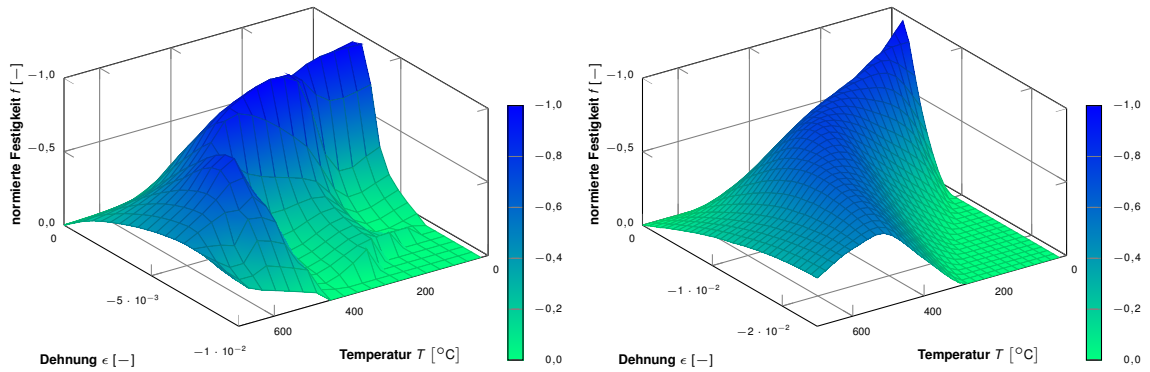 normierte Festigkeit f [−]
−1,0
−0,5
0,0
0
−5 · 10⁻³
−1 · 10⁻²
Dehnung ϵ [−]
600
400
200
0
Temperatur T [°C]
−1,0
−0,8
−0,6
−0,4
−0,2
0,0
normierte Festigkeit f [−]
−1,0
−0,5
0,0
0
−1 · 10⁻²
−2 · 10⁻²
Dehnung ϵ [−]
600
400
200
0
Temperatur T [°C]
−1,0
−0,8
−0,6
−0,4
−0,2
0,0